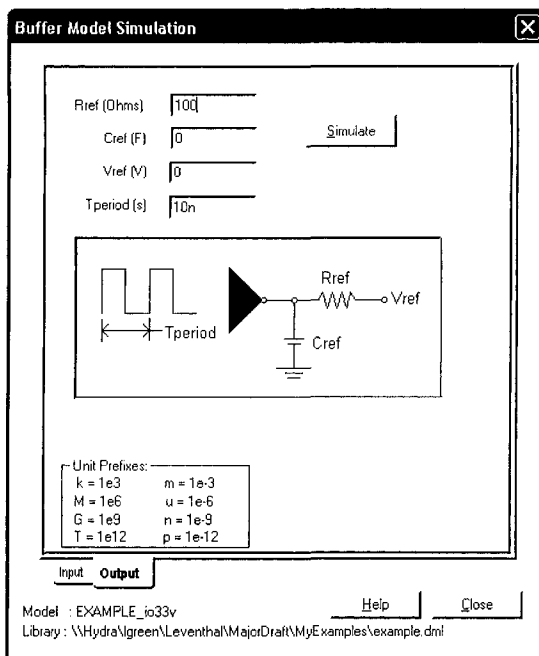 Buffer Model Simulation
Rref (Ohms) 100
Cref (F) 0
Simulate
Vref (V) 0
Tperiod (s) 10n
Rref
Vref
Tperiod
Cref
Unit Prefixes:
k = 1e3 m = 1e-3
M = 1e6 u = 1e-6
G = 1e9 n = 1e-9
T = 1e12 p = 1e-12
Input Output
Help Close
Model : EXAMPLE_io33v
Library : \\Hydra\lgreen\Leventhal\MajorDraft\MyExamples\example.dml